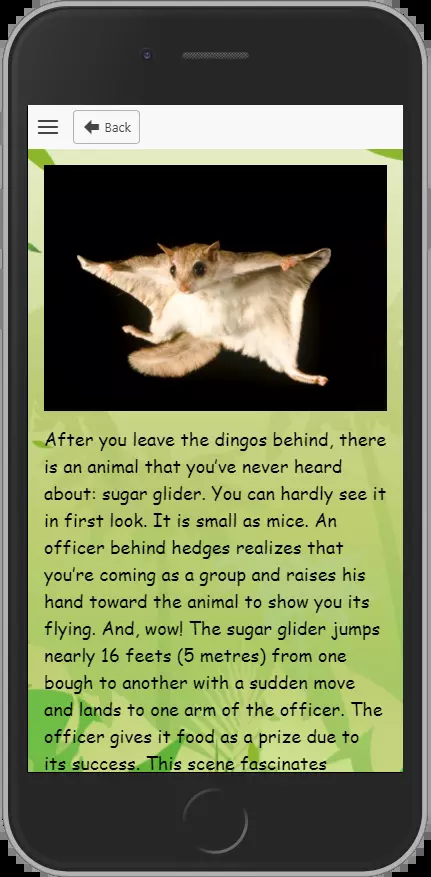 Back
After you leave the dingos behind, there
is an animal that you've never heard
about: sugar glider. You can hardly see it
in first look. It is small as mice. An
officer behind hedges realizes that
you're coming as a group and raises his
hand toward the animal to show you its
flying. And, wow! The sugar glider jumps
nearly 16 feets (5 metres) from one
bough to another with a sudden move
and lands to one arm of the officer. The
officer gives it food as a prize due to
its success. This scene fascinates